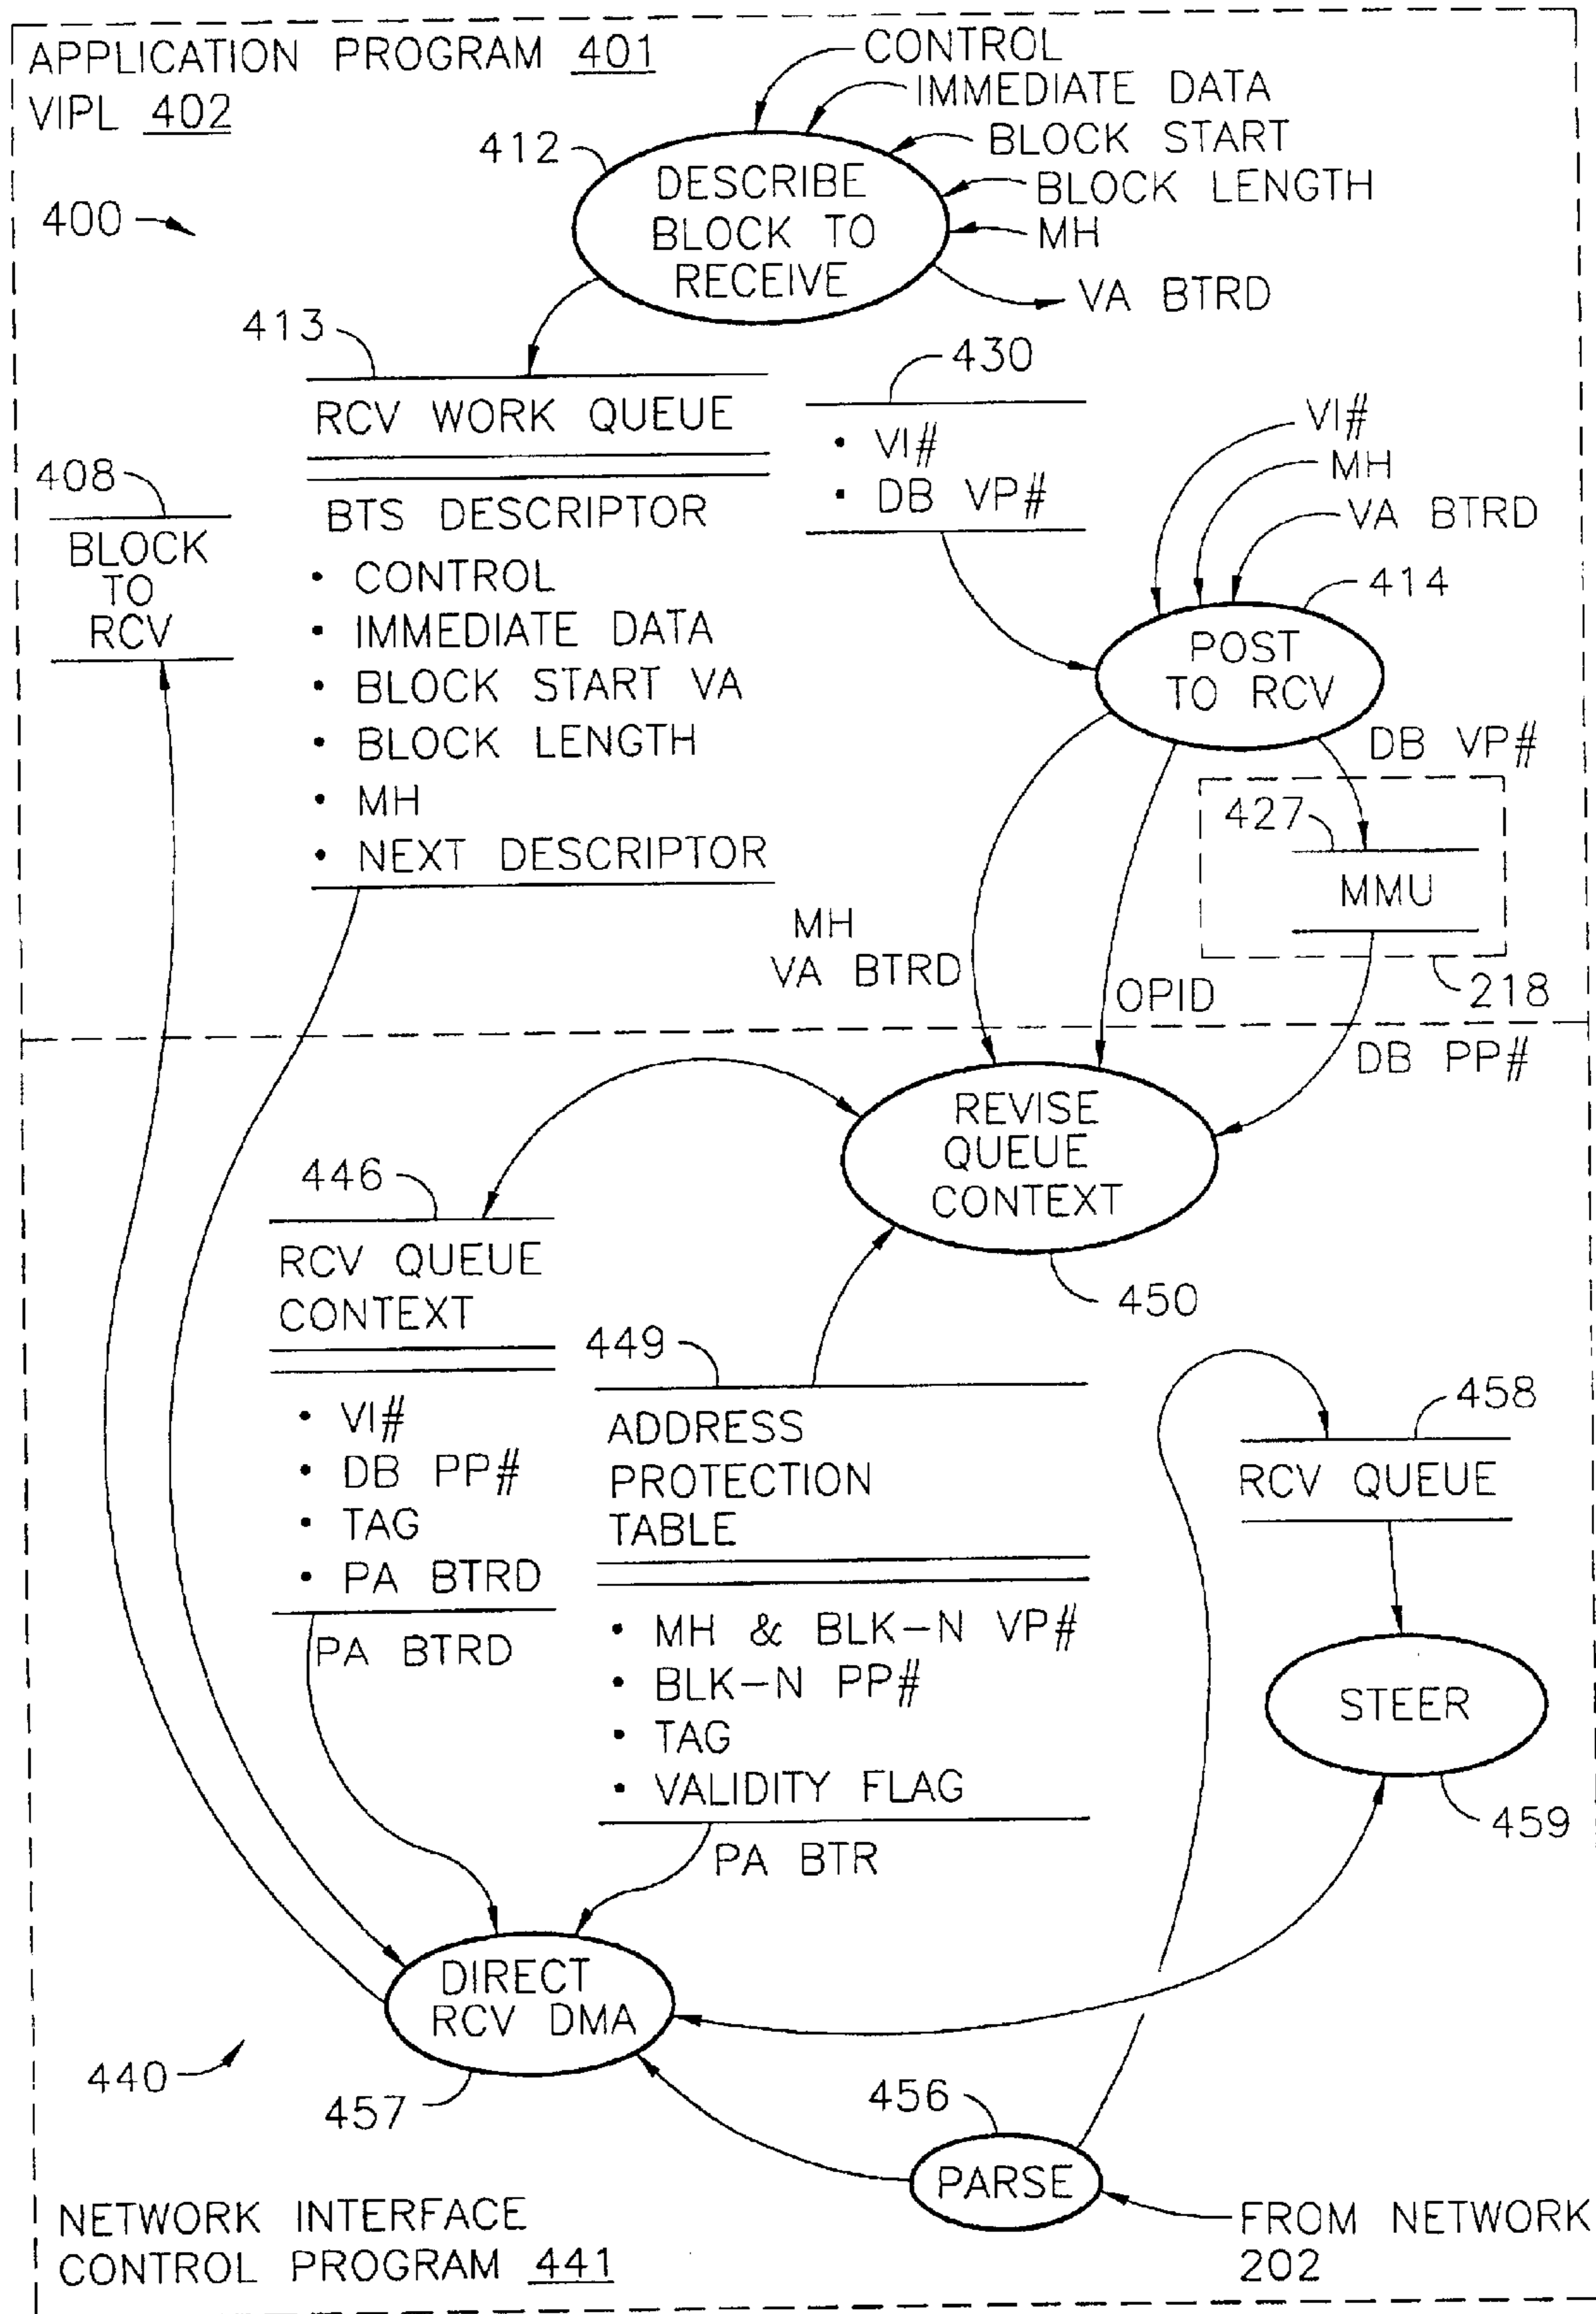 APPLICATION PROGRAM 401
VIPL 402
400
412
DESCRIBE
BLOCK TO
RECEIVE
CONTROL
IMMEDIATE DATA
BLOCK START
BLOCK LENGTH
MH
VA BTRD
413
RCV WORK QUEUE
BTS DESCRIPTOR
• CONTROL
• IMMEDIATE DATA
• BLOCK START VA
• BLOCK LENGTH
• MH
• NEXT DESCRIPTOR
408
BLOCK
TO
RCV
430
• VI#
• DB VP#
VI#
MH
VA BTRD
414
POST
TO RCV
DB VP#
427
MMU
218
MH
VA BTRD
OPID
DB PP#
REVISE
QUEUE
CONTEXT
450
446
RCV QUEUE
CONTEXT
• VI#
• DB PP#
• TAG
• PA BTRD
PA BTRD
449
ADDRESS
PROTECTION
TABLE
• MH & BLK-N VP#
• BLK-N PP#
• TAG
• VALIDITY FLAG
PA BTR
458
RCV QUEUE
STEER
459
DIRECT
RCV DMA
457
440
456
PARSE
FROM NETWORK
202
NETWORK INTERFACE
CONTROL PROGRAM 441